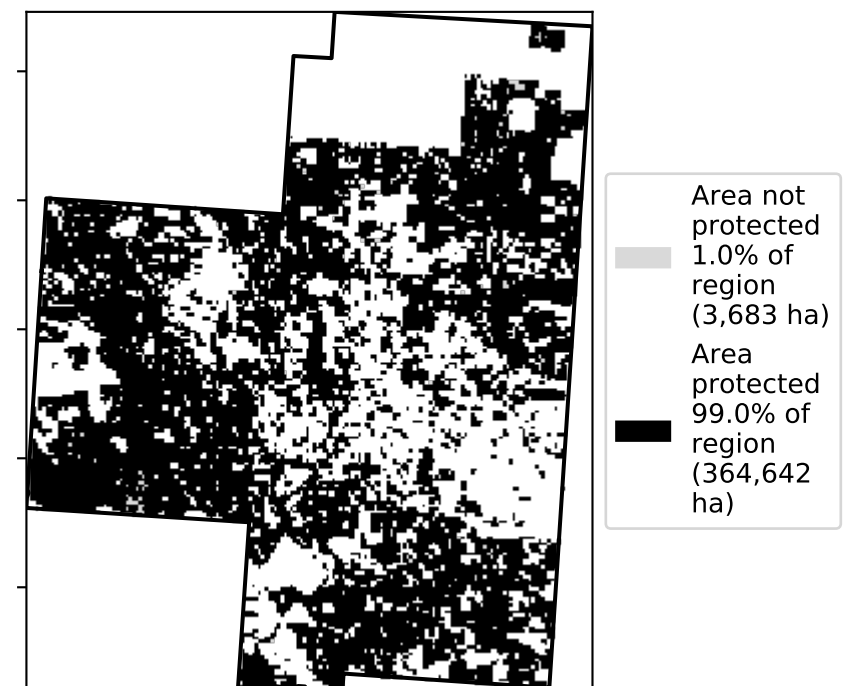 Area not
protected
1.0% of
region
(3,683 ha)
Area
protected
99.0% of
region
(364,642
ha)